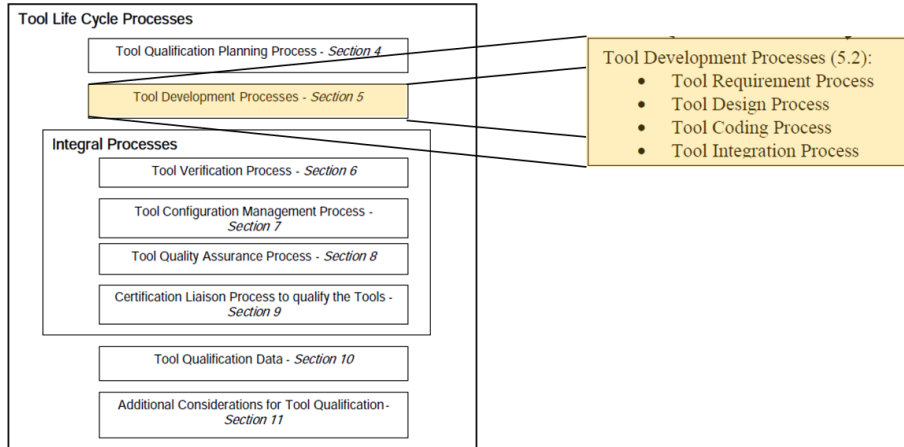 Tool Life Cycle Processes
Tool Qualification Planning Process - Section 4
Tool Development Processes - Section 5
Integral Processes
Tool Verification Process - Section 6
Tool Configuration Management Process -
Section 7
Tool Quality Assurance Process - Section 8
Certification Liaison Process to qualify the Tools -
Section 9
Tool Qualification Data - Section 10
Additional Considerations for Tool Qualification-
Section 11
Tool Development Processes (5.2):
• Tool Requirement Process
• Tool Design Process
• Tool Coding Process
• Tool Integration Process